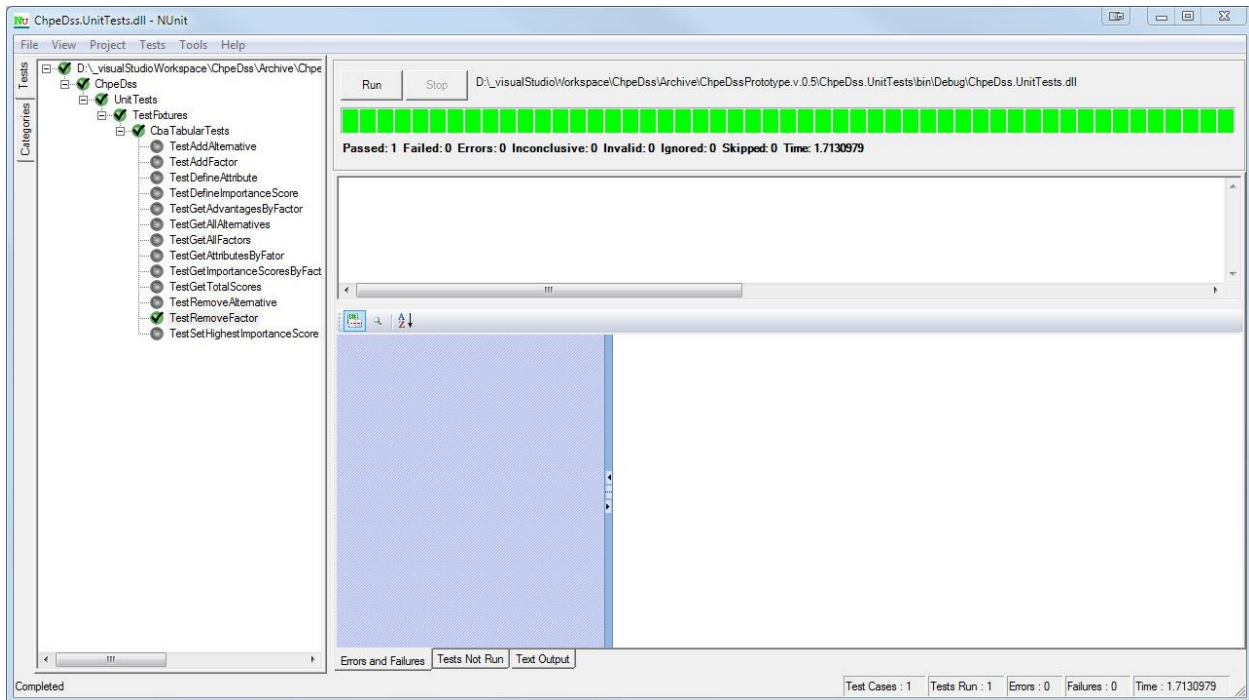 ChpeDss.UnitTests.dll - NUnit
File View Project Tests Tools Help
Tests
Categories
D:\_visualStudioWorkspace\ChpeDss\Archive\Chpe
ChpeDss
UnitTests
TestFixtures
CbaTabularTests
TestAddAlternative
TestAddFactor
TestDefineAttribute
TestDefineImportanceScore
TestGetAdvantagesByFactor
TestGetAllAlternatives
TestGetAllFactors
TestGetAttributesByFator
TestGetImportanceScoresByFact
TestGetTotalScores
TestRemoveAlternative
TestRemoveFactor
TestSetHighestImportanceScore
Run Stop D:\_visualStudioWorkspace\ChpeDss\Archive\ChpeDssPrototype.v.0.5\ChpeDss.UnitTests\bin\Debug\ChpeDss.UnitTests.dll
Passed: 1 Failed: 0 Errors: 0 Inconclusive: 0 Invalid: 0 Ignored: 0 Skipped: 0 Time: 1.7130979
Errors and Failures Tests Not Run Text Output
Completed Test Cases : 1 Tests Run : 1 Errors : 0 Failures : 0 Time : 1.7130979